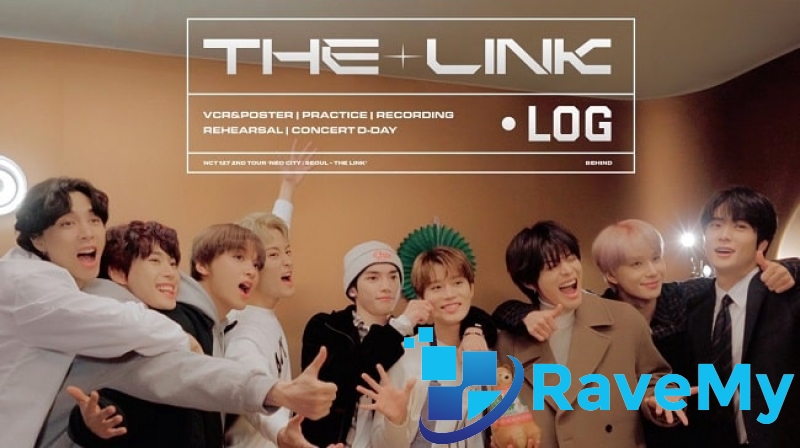 THE LINK
VCR&POSTER | PRACTICE | RECORDING
REHEARSAL | CONCERT D-DAY
• LOG
NCT 127 2ND TOUR 'NEO CITY : SEOUL - THE LINK'
BEHIND
RaveMy